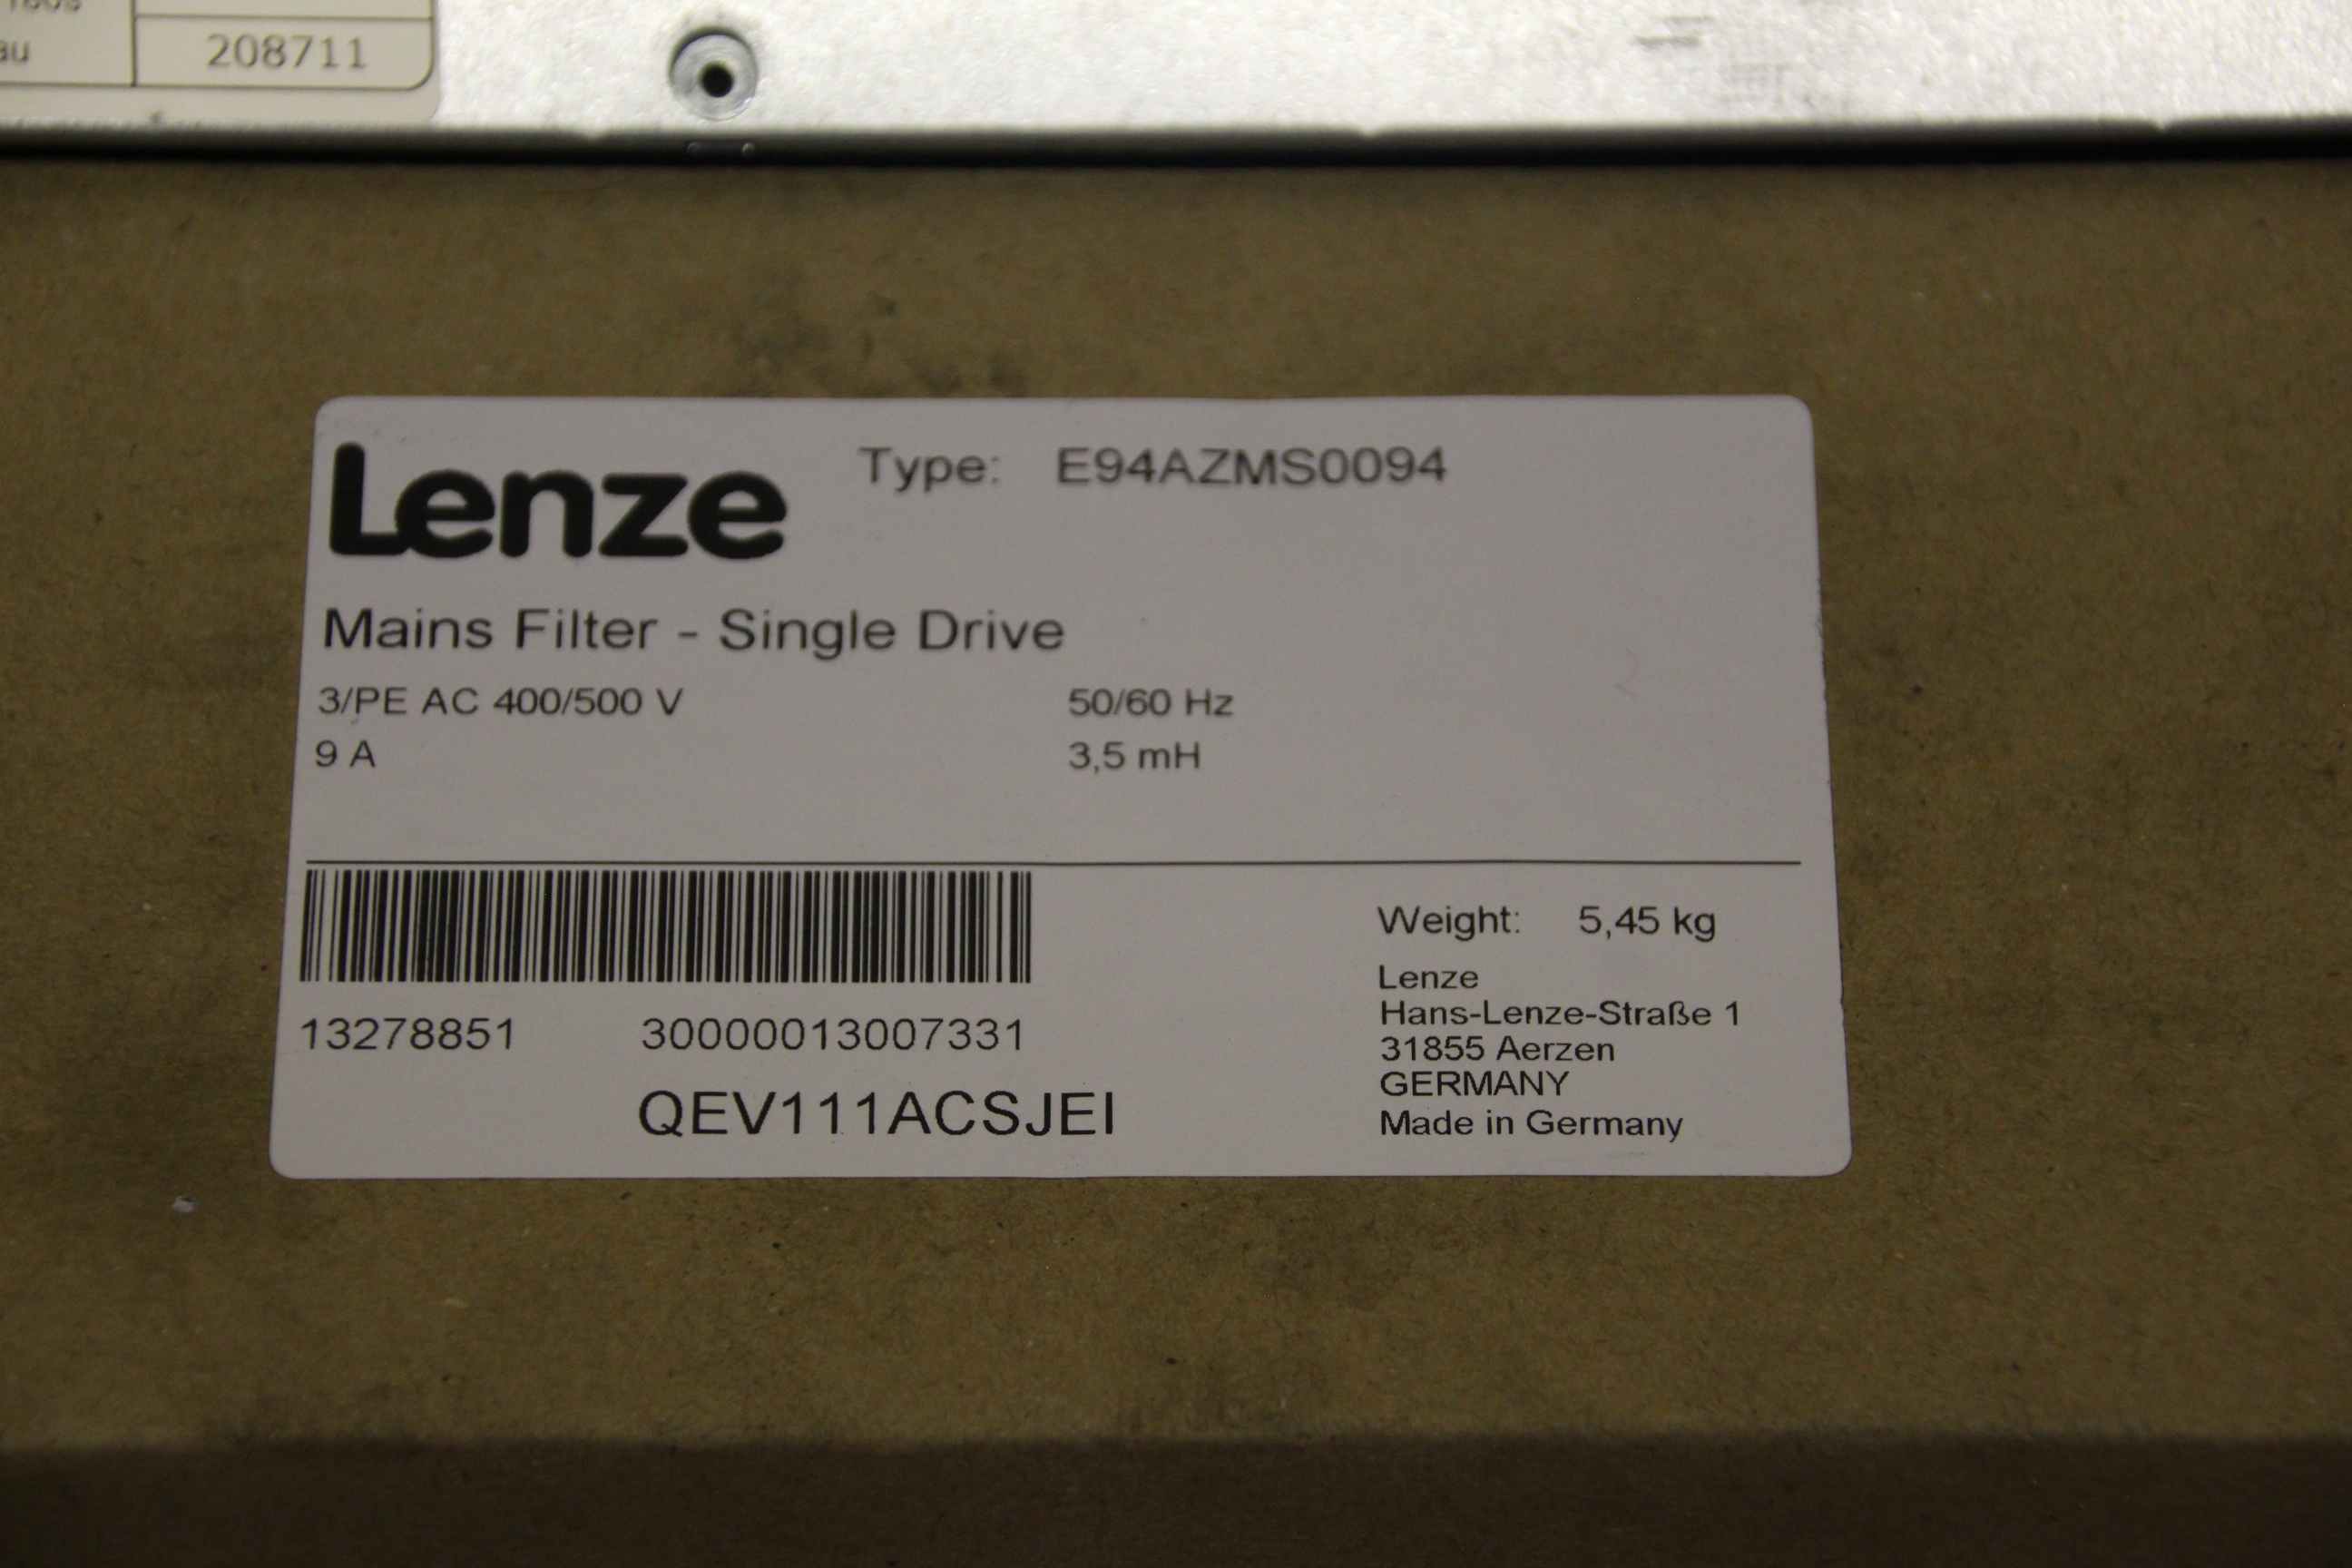 208711
Lenze Type: E94AZMS0094
Mains Filter - Single Drive
3/PE AC 400/500 V 50/60 Hz
9 A 3,5 mH
13278851 30000013007331
QEV111ACSJEI
Weight: 5,45 kg
Lenze
Hans-Lenze-Straße 1
31855 Aerzen
GERMANY
Made in Germany